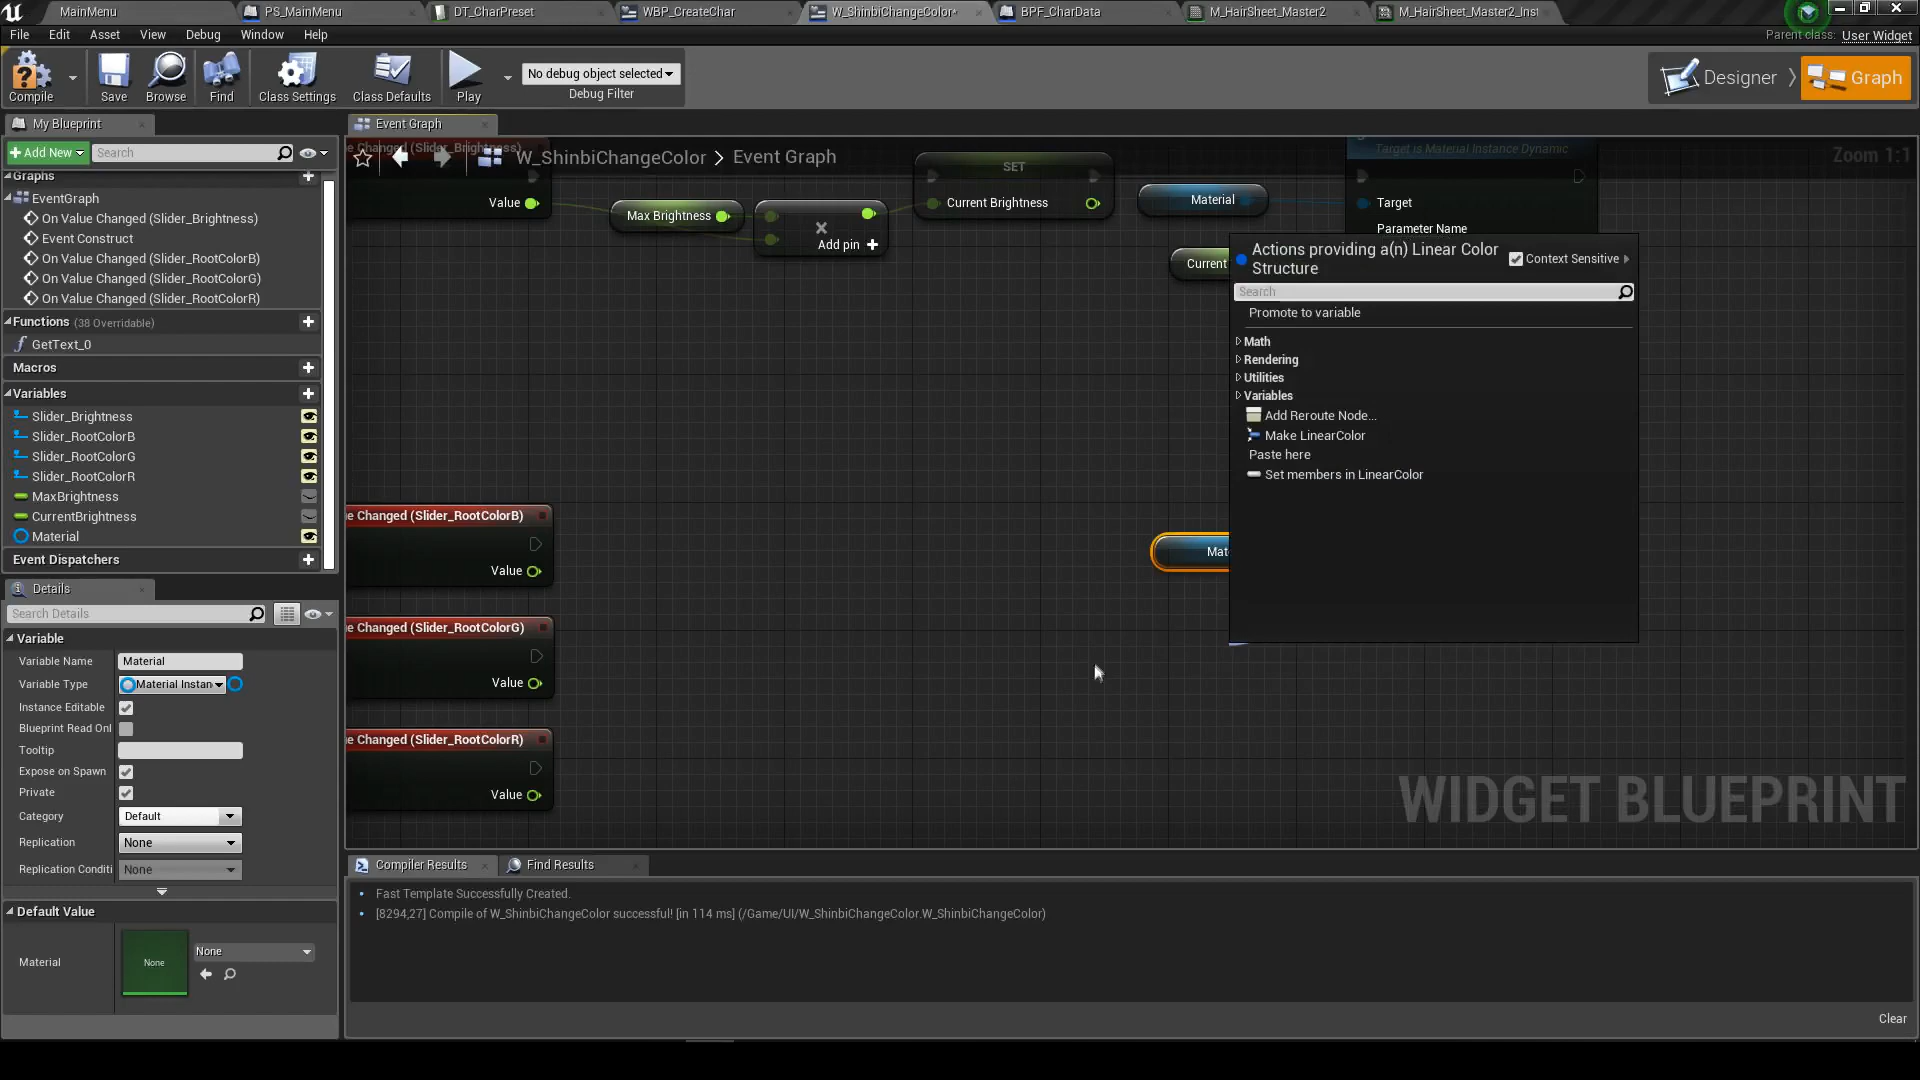 MainMenu
PS_MainMenu
DT_CharPreset
WBP_CreateChar
W_ShinbiChangeColor*
BPF_CharData
M_HairSheet_Master2
M_HairSheet_Master2_Inst
File Edit Asset View Debug Window Help
Parent class: User Widget
Compile
Save
Browse
Find
Class Settings
Class Defaults
Play
No debug object selected
Debug Filter
Designer
Graph
My Blueprint
Event Graph
+Add New
Search
W_ShinbiChangeColor > Event Graph
Zoom 1:1
Graphs
EventGraph
On Value Changed (Slider_Brightness)
Event Construct
On Value Changed (Slider_RootColorB)
On Value Changed (Slider_RootColorG)
On Value Changed (Slider_RootColorR)
Functions (38 Overridable)
GetText_0
Macros
Variables
Slider_Brightness
Slider_RootColorB
Slider_RootColorG
Slider_RootColorR
MaxBrightness
CurrentBrightness
Material
Event Dispatchers
Details
Search Details
Variable
Variable Name Material
Variable Type Material Instan
Instance Editable
Blueprint Read Onl
Tooltip
Expose on Spawn
Private
Category Default
Replication None
Replication Conditi None
Default Value
Material
None
None
e Changed (Slider_Brightness)
Value
Max Brightness
Add pin +
SET
Current Brightness
Material
Target is Material Instance Dynamic
Target
Parameter Name
Current
Actions providing a(n) Linear Color
Structure
Context Sensitive
Search
Promote to variable
Math
Rendering
Utilities
Variables
Add Reroute Node...
Make LinearColor
Paste here
Set members in LinearColor
Mat
e Changed (Slider_RootColorB)
Value
e Changed (Slider_RootColorG)
Value
e Changed (Slider_RootColorR)
Value
WIDGET BLUEPRINT
Compiler Results
Find Results
Fast Template Successfully Created.
[8294,27] Compile of W_ShinbiChangeColor successful! [in 114 ms] (/Game/UI/W_ShinbiChangeColor.W_ShinbiChangeColor)
Clear